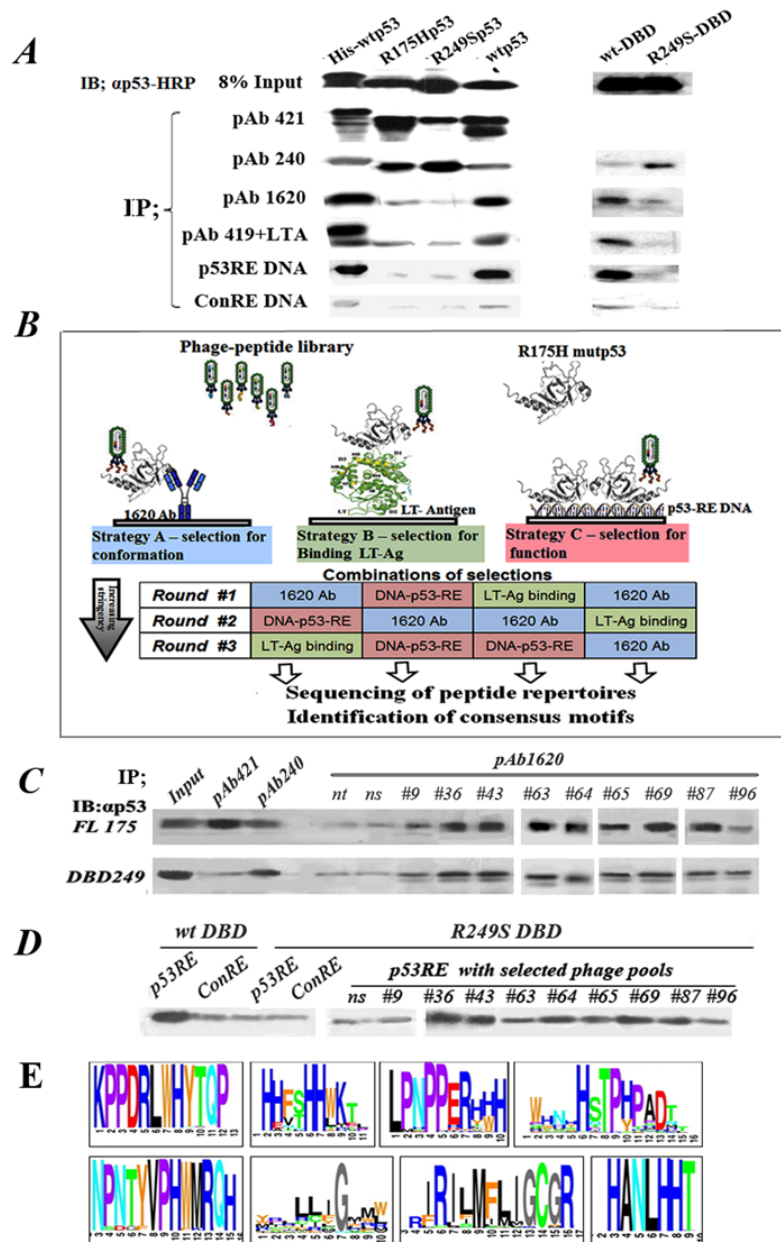 A
His-wtp53 R175Hp53 R249Sp53 wtp53 wt-DBD R249S-DBD
IB; αp53-HRP 8% Input
IP;
pAb 421
pAb 240
pAb 1620
pAb 419+LTA
p53RE DNA
ConRE DNA
B
Phage-peptide library
R175H mutp53
1620 Ab
LT- Antigen
p53-RE DNA
Strategy A – selection for conformation
Strategy B – selection for Binding LT-Ag
Strategy C – selection for function
Combinations of selections
Increasing stringency
Round #1 1620 Ab DNA-p53-RE LT-Ag binding 1620 Ab
Round #2 DNA-p53-RE 1620 Ab 1620 Ab LT-Ag binding
Round #3 LT-Ag binding DNA-p53-RE DNA-p53-RE 1620 Ab
Sequencing of peptide repertoires
Identification of consensus motifs
C
IP; pAb1620
Input pAb421 pAb240 nt ns #9 #36 #43 #63 #64 #65 #69 #87 #96
IB:αp53
FL 175
DBD249
D
wt DBD R249S DBD
p53RE ConRE p53RE ConRE p53RE with selected phage pools
ns #9 #36 #43 #63 #64 #65 #69 #87 #96
E
KPPDRLWHYTQP
LPNPPERHHH
NPNTYVPHWMRQH
HANLHHT